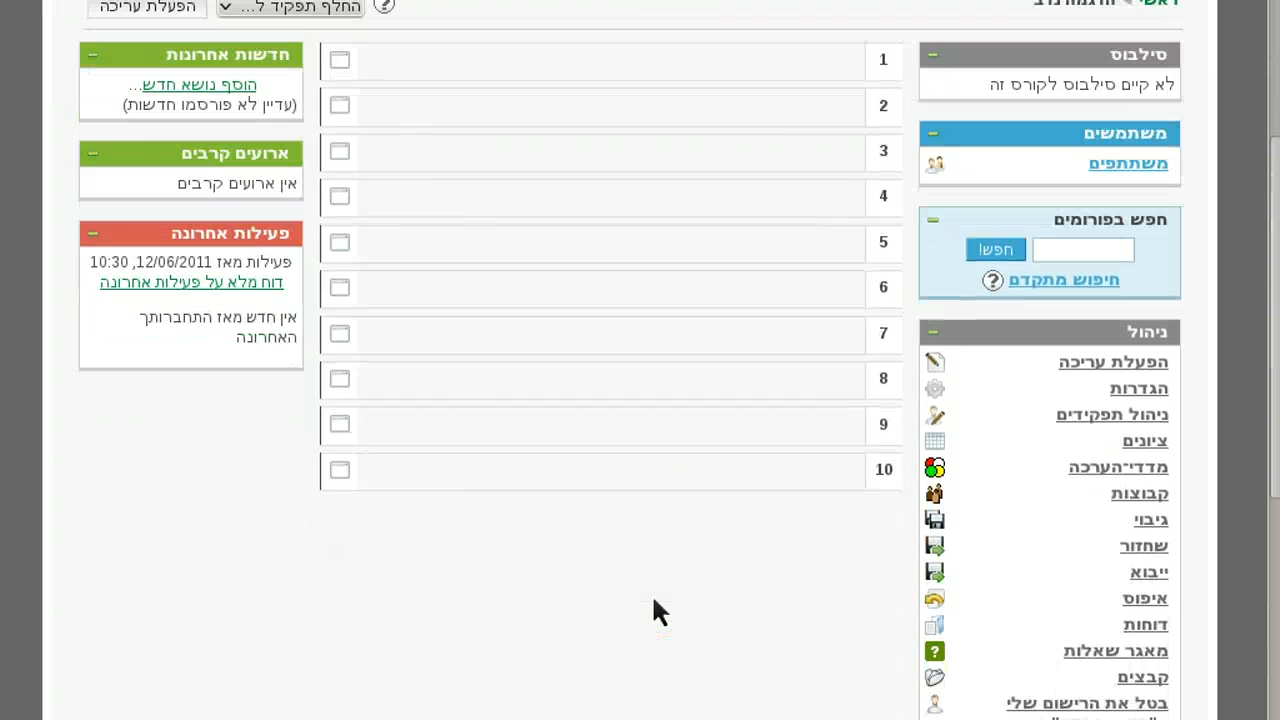 ראשי ◄ הדגמה נדב
החלף תפקיד ל...
הפעלת עריכה
סילבוס
לא קיים סילבוס לקורס זה
משתמשים
משתתפים
חפש בפורומים
חפש!
חיפוש מתקדם
ניהול
הפעלת עריכה
הגדרות
ניהול תפקידים
ציונים
מדדי־הערכה
קבוצות
גיבוי
שחזור
ייבוא
איפוס
דוחות
מאגר שאלות
קבצים
בטל את הרישום שלי
1
2
3
4
5
6
7
8
9
10
חדשות אחרונות
הוסף נושא חדש...
(עדיין לא פורסמו חדשות)
ארועים קרבים
אין ארועים קרבים
פעילות אחרונה
פעילות מאז 12/06/2011, 10:30
דוח מלא על פעילות אחרונה
אין חדש מאז התחברותך
האחרונה